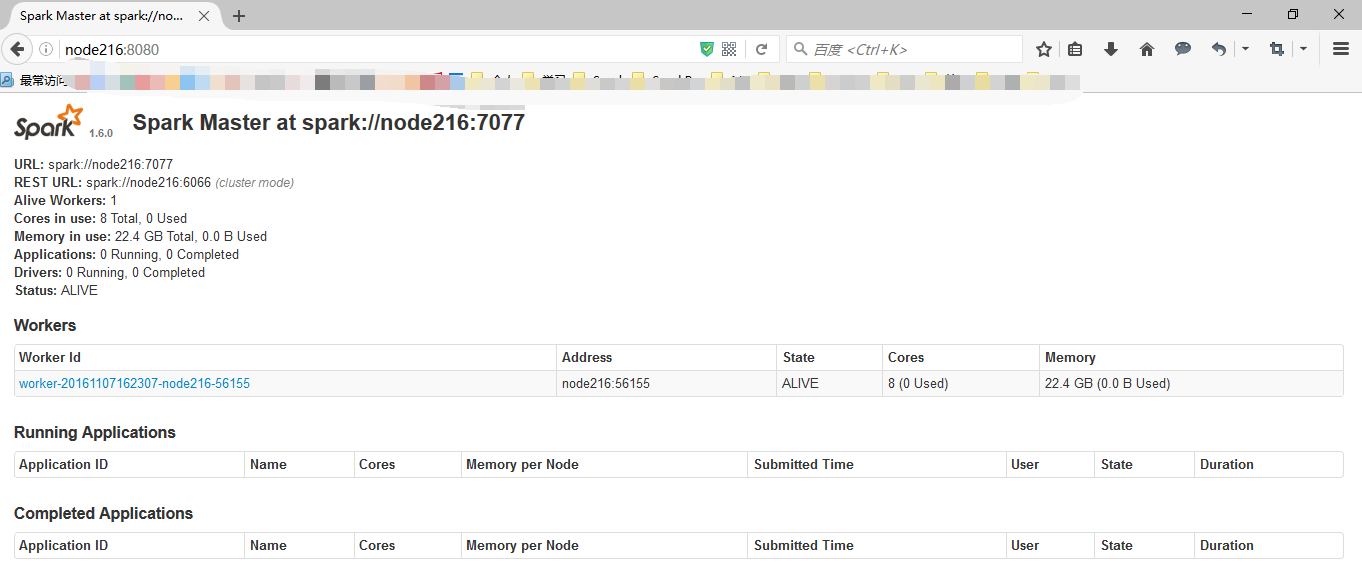 Spark Master at spark://no...
node216:8080
百度 <Ctrl+K>
最常访问
Spark 1.6.0 Spark Master at spark://node216:7077
URL: spark://node216:7077
REST URL: spark://node216:6066 (cluster mode)
Alive Workers: 1
Cores in use: 8 Total, 0 Used
Memory in use: 22.4 GB Total, 0.0 B Used
Applications: 0 Running, 0 Completed
Drivers: 0 Running, 0 Completed
Status: ALIVE
Workers
Worker Id Address State Cores Memory
worker-20161107162307-node216-56155 node216:56155 ALIVE 8 (0 Used) 22.4 GB (0.0 B Used)
Running Applications
Application ID Name Cores Memory per Node Submitted Time User State Duration
Completed Applications
Application ID Name Cores Memory per Node Submitted Time User State Duration